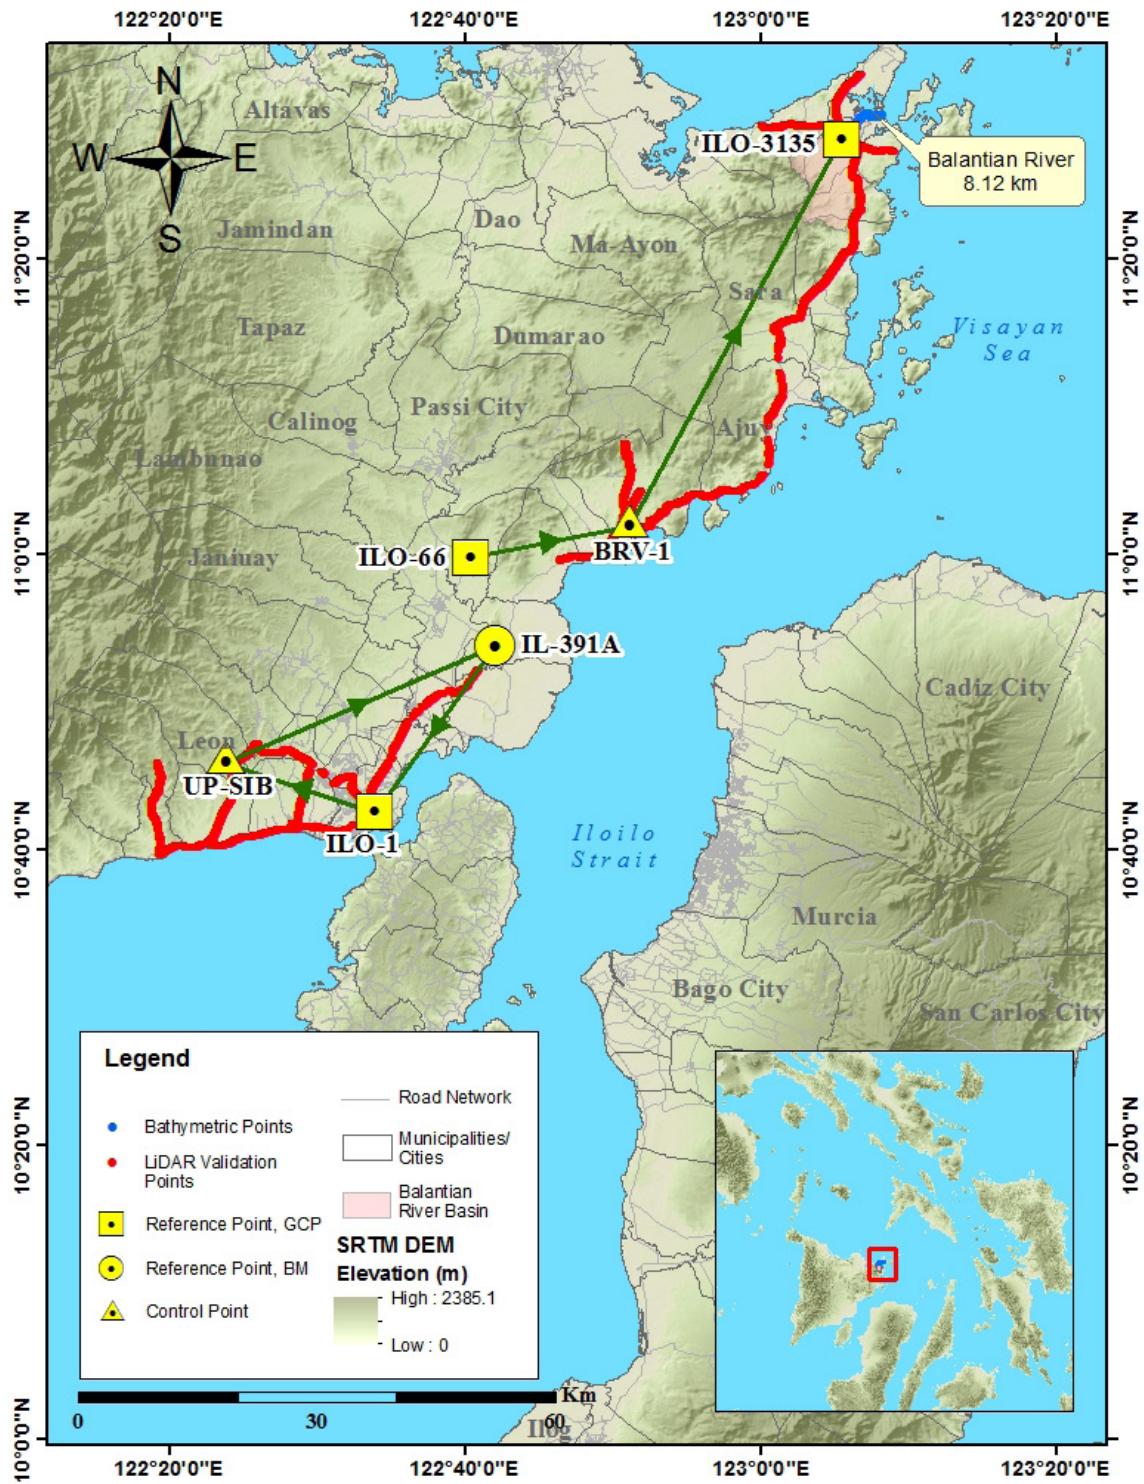 122°20'0"E
122°40'0"E
123°0'0"E
123°20'0"E
N
W
E
S
Altavas
ILO-3135
Balantian River
8.12 km
Jamindan
Dao
Ma-Ayon
11°20'0"N
11°20'0"N
Sara
Visayan
Sea
Tapaz
Dumarao
Calinog
Passi City
Ajuy
Lambunao
Janiuay
ILO-66
BRV-1
11°0'0"N
11°0'0"N
IL-391A
Cadiz City
Leon
UP-SIB
ILO-1
Iloilo
Strait
10°40'0"N
10°40'0"N
Murcia
Bago City
San Carlos City
Legend
Bathymetric Points
LiDAR Validation
Points
Reference Point, GCP
Reference Point, BM
Control Point
Road Network
Municipalities/
Cities
Balantian
River Basin
SRTM DEM
Elevation (m)
High : 2385.1
Low : 0
10°20'0"N
10°20'0"N
Km
0
30
60
Ilog
10°0'0"N
10°0'0"N
122°20'0"E
122°40'0"E
123°0'0"E
123°20'0"E